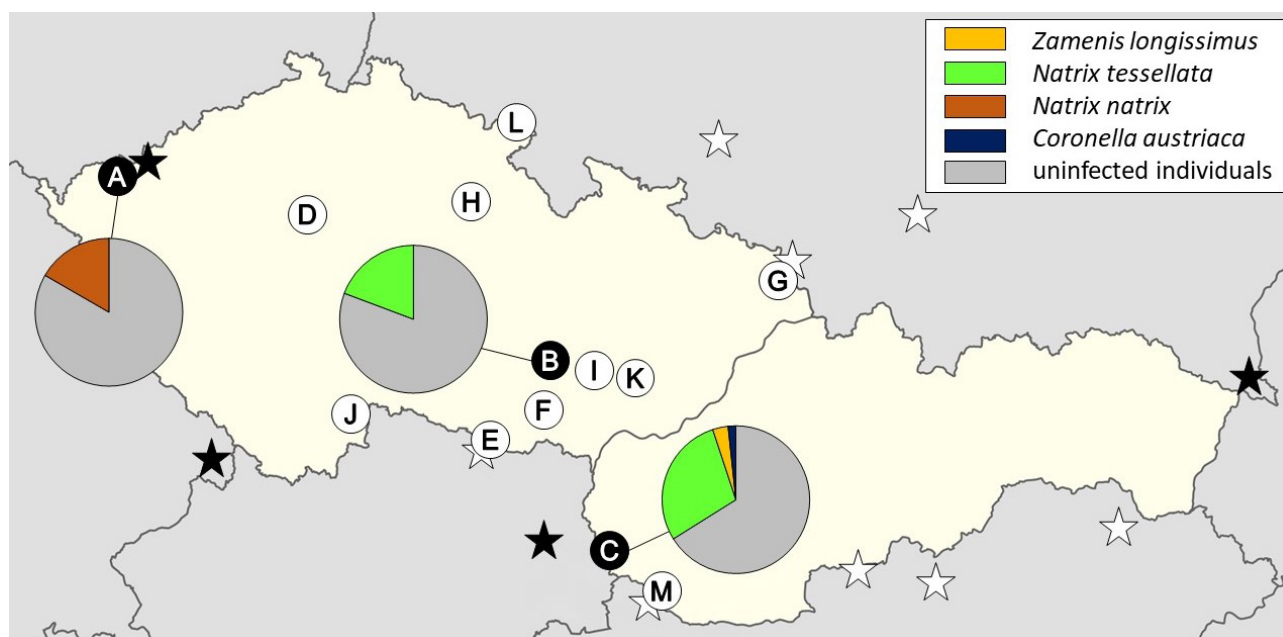 Zamenis longissimus
Natrix tessellata
Natrix natrix
Coronella austriaca
uninfected individuals
L
A
H
D
G
B
I
K
F
J
E
C
M